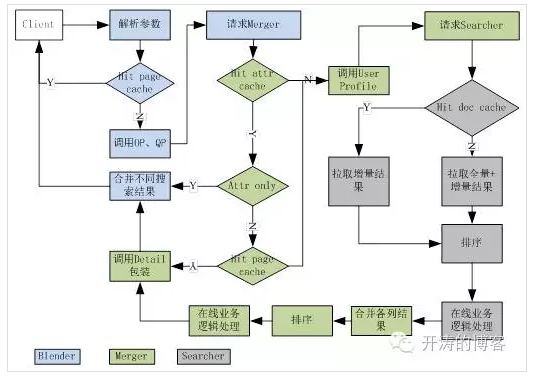 Client
解析参数
请求Merger
请求Searcher
Hit page
cache
Y
N
Hit attr
cache
N
Y
调用User
Profile
Hit doc cache
Y
N
调用OP、QP
合并不同搜
索结果
Y
Attr only
N
拉取增量结
果
拉取全量+
增量结果
调用Detail
包装
Y
Hit page
cache
排序
在线业务
逻辑处理
排序
合并各列结
果
在线业务
逻辑处理
开涛的博客
Blender
Merger
Searcher